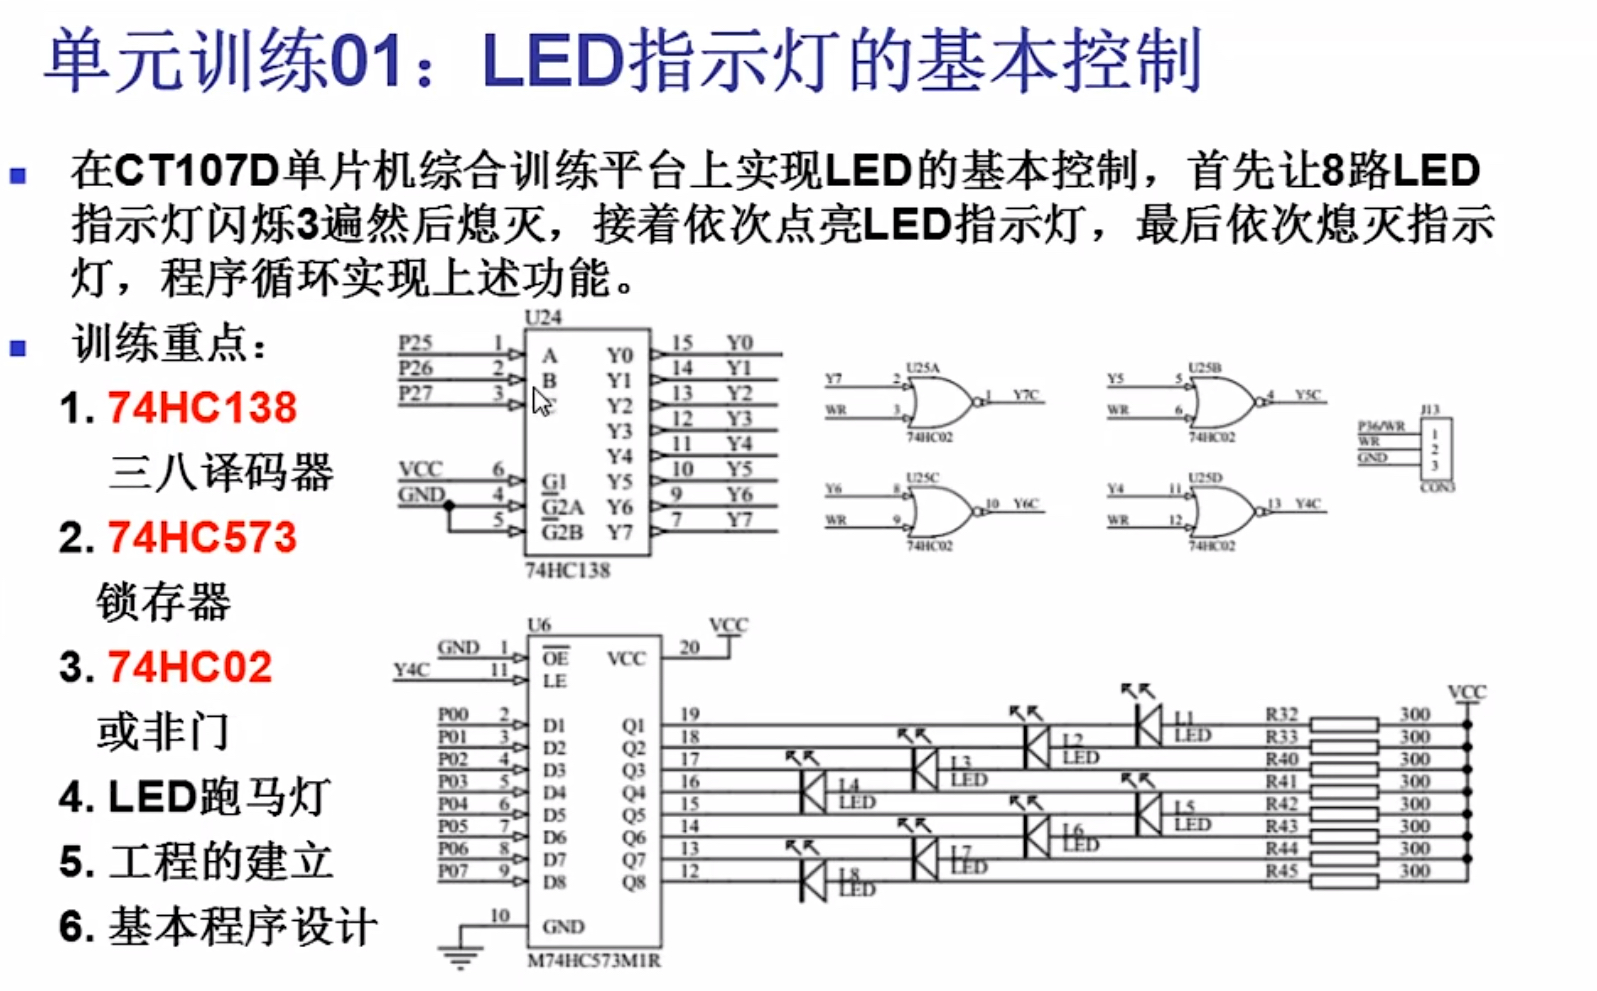 单元训练01：LED指示灯的基本控制
在CT107D单片机综合训练平台上实现LED的基本控制，首先让8路LED
指示灯闪烁3遍然后熄灭，接着依次点亮LED指示灯，最后依次熄灭指示
灯，程序循环实现上述功能。
训练重点：
1. 74HC138
三八译码器
2. 74HC573
锁存器
3. 74HC02
或非门
4. LED跑马灯
5. 工程的建立
6. 基本程序设计
U24
P25 1 A Y0 15 Y0
P26 2 B Y1 14 Y1
P27 3 Y2 13 Y2
Y3 12 Y3
Y4 11 Y4
VCC 6 G1 Y5 10 Y5
GND 4 G2A Y6 9 Y6
5 G2B Y7 7 Y7
74HC138
U25A
Y7 2 1 Y7C
WR 3
74HC02
U25B
Y5 5 4 Y5C
WR 6
74HC02
U25C
Y6 8 10 Y6C
WR 9
74HC02
U25D
Y4 11 13 Y4C
WR 12
74HC02
J13
P36/WR 1
WR 2
GND 3
CON3
U6
VCC
GND 1 OE VCC 20
Y4C 11 LE
P00 2 D1 Q1 19
P01 3 D2 Q2 18
P02 4 D3 Q3 17
P03 5 D4 Q4 16
P04 6 D5 Q5 15
P05 7 D6 Q6 14
P06 8 D7 Q7 13
P07 9 D8 Q8 12
10 GND
M74HC573M1R
L1
LED
L2
LED
L3
LED
L4
LED
L5
LED
L6
LED
L7
LED
L8
LED
VCC
R32 300
R33 300
R40 300
R41 300
R42 300
R43 300
R44 300
R45 300